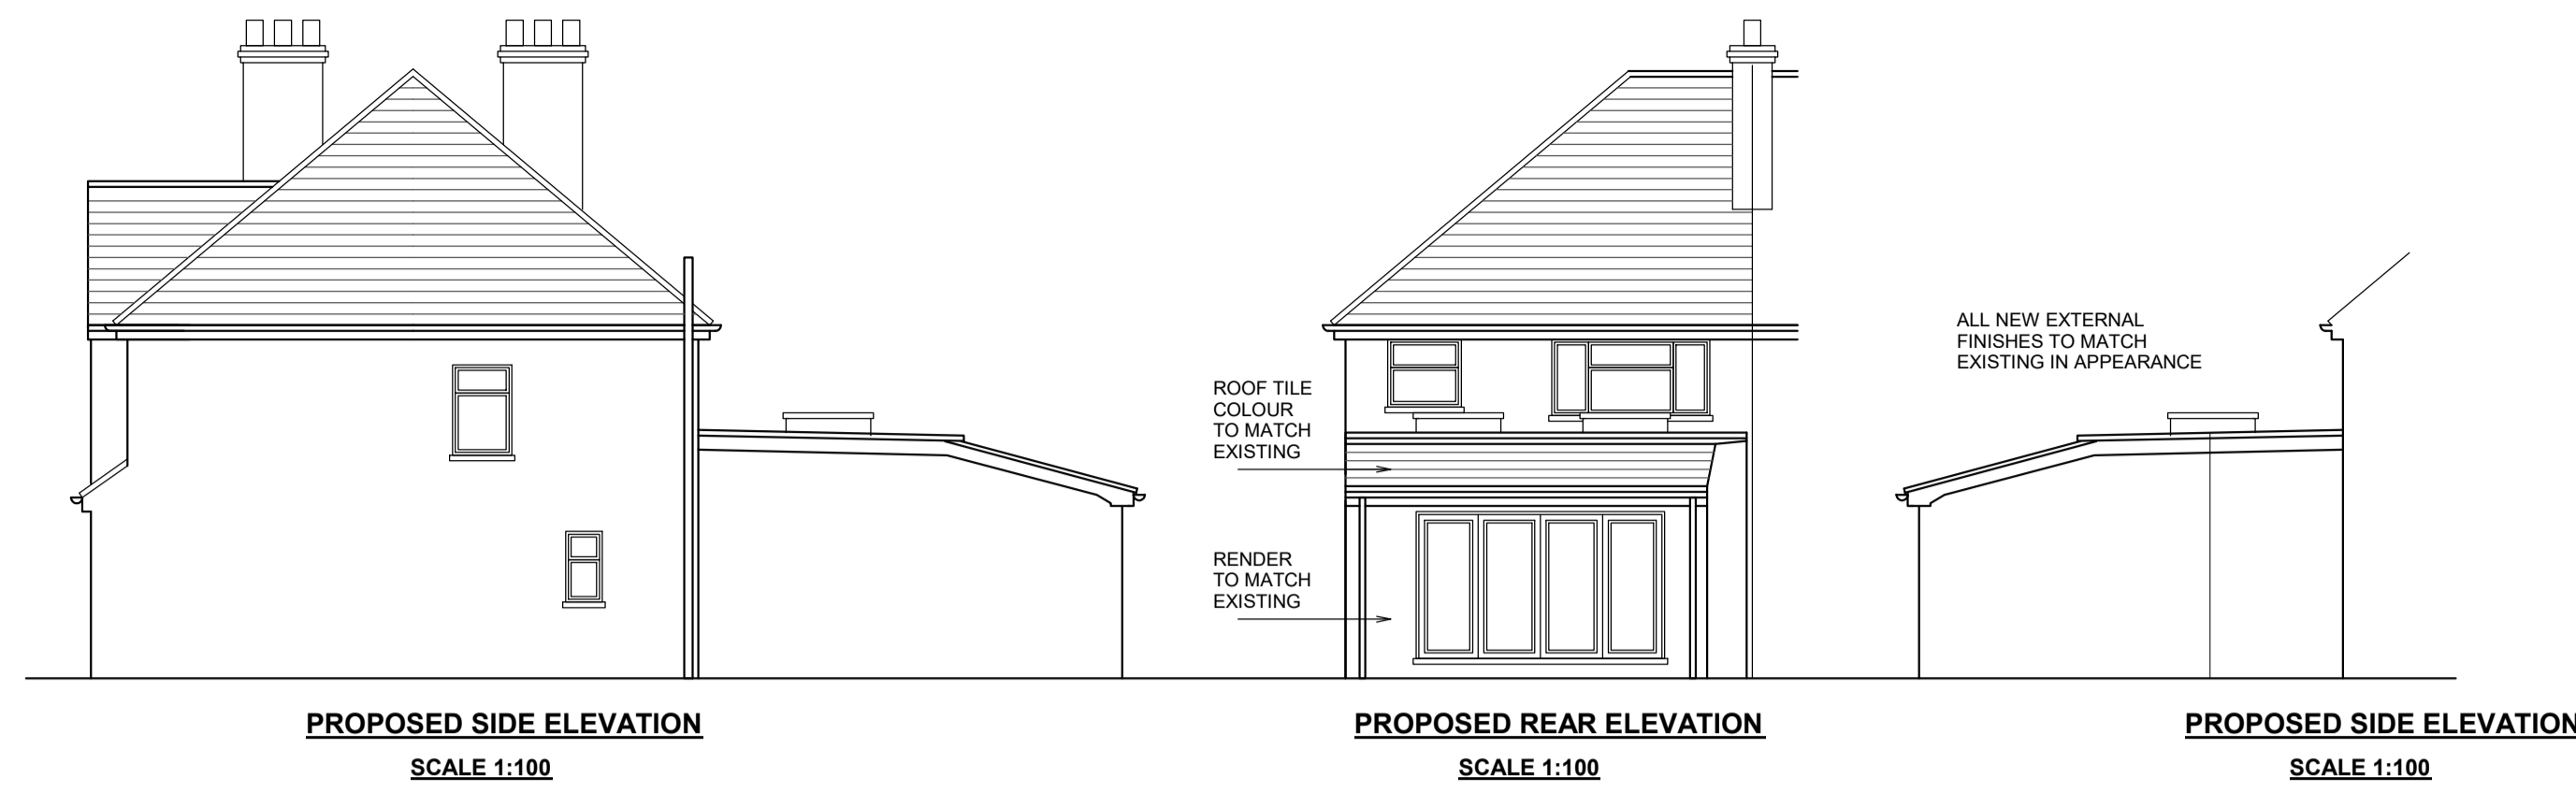 ROOF TILE
COLOUR
TO MATCH
EXISTING
RENDER
TO MATCH
EXISTING
ALL NEW EXTERNAL
FINISHES TO MATCH
EXISTING IN APPEARANCE
PROPOSED SIDE ELEVATION
SCALE 1:100
PROPOSED REAR ELEVATION
SCALE 1:100
PROPOSED SIDE ELEVATION
SCALE 1:100